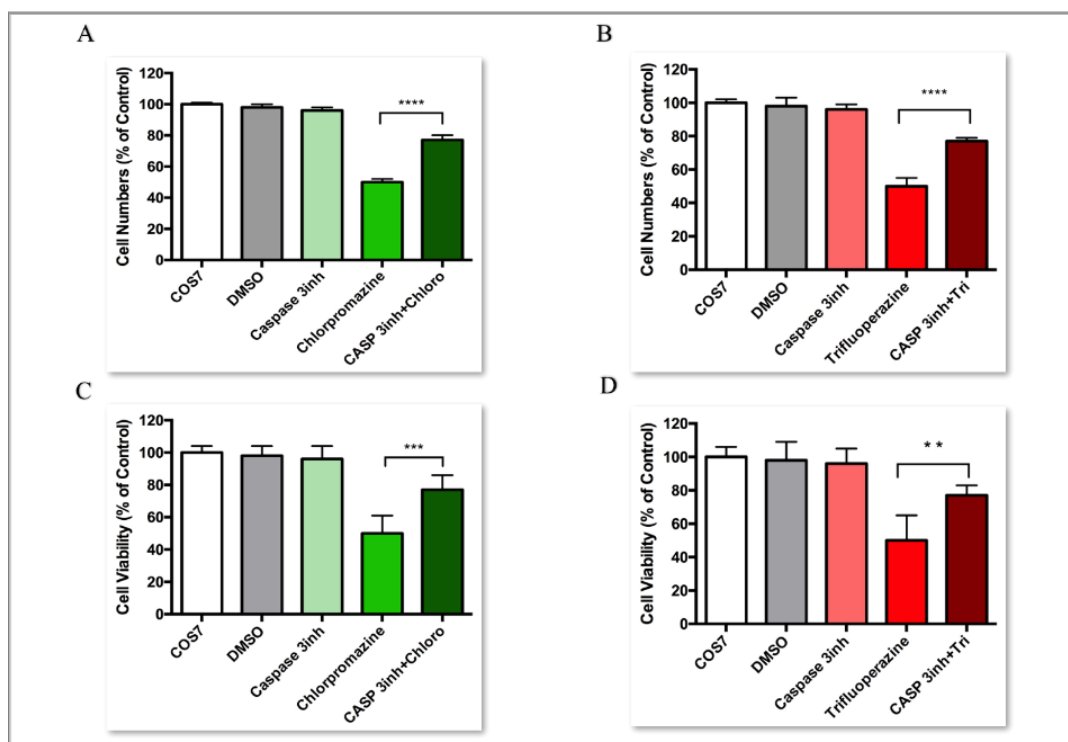 A
Cell Numbers (% of Control)
120
100
80
60
40
20
0
****
COS7
DMSO
Caspase 3inh
Chlorpromazine
CASP 3inh+Chloro
B
Cell Numbers (% of Control)
120
100
80
60
40
20
0
****
COS7
DMSO
Caspase 3inh
Trifluoperazine
CASP 3inh+Tri
C
Cell Viability (% of Control)
120
100
80
60
40
20
0
***
COS7
DMSO
Caspase 3inh
Chlorpromazine
CASP 3inh+Chloro
D
Cell Viability (% of Control)
120
100
80
60
40
20
0
* *
COS7
DMSO
Caspase 3inh
Trifluoperazine
CASP 3inh+Tri